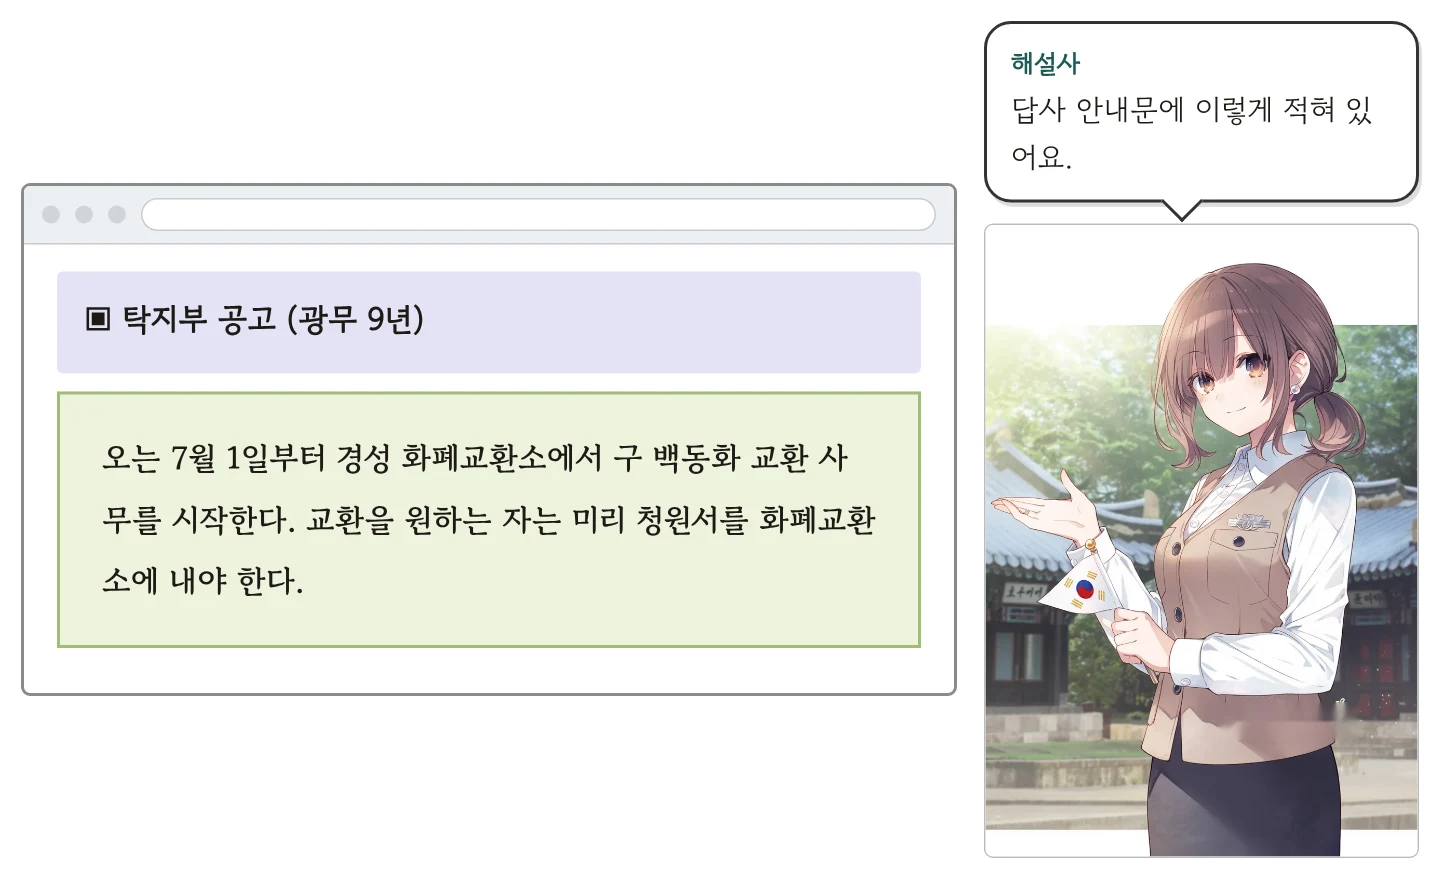 해설사
답사 안내문에 이렇게 적혀 있
어요.
▣ 탁지부 공고 (광무 9년)
오는 7월 1일부터 경성 화폐교환소에서 구 백동화 교환 사
무를 시작한다. 교환을 원하는 자는 미리 청원서를 화폐교환
소에 내야 한다.